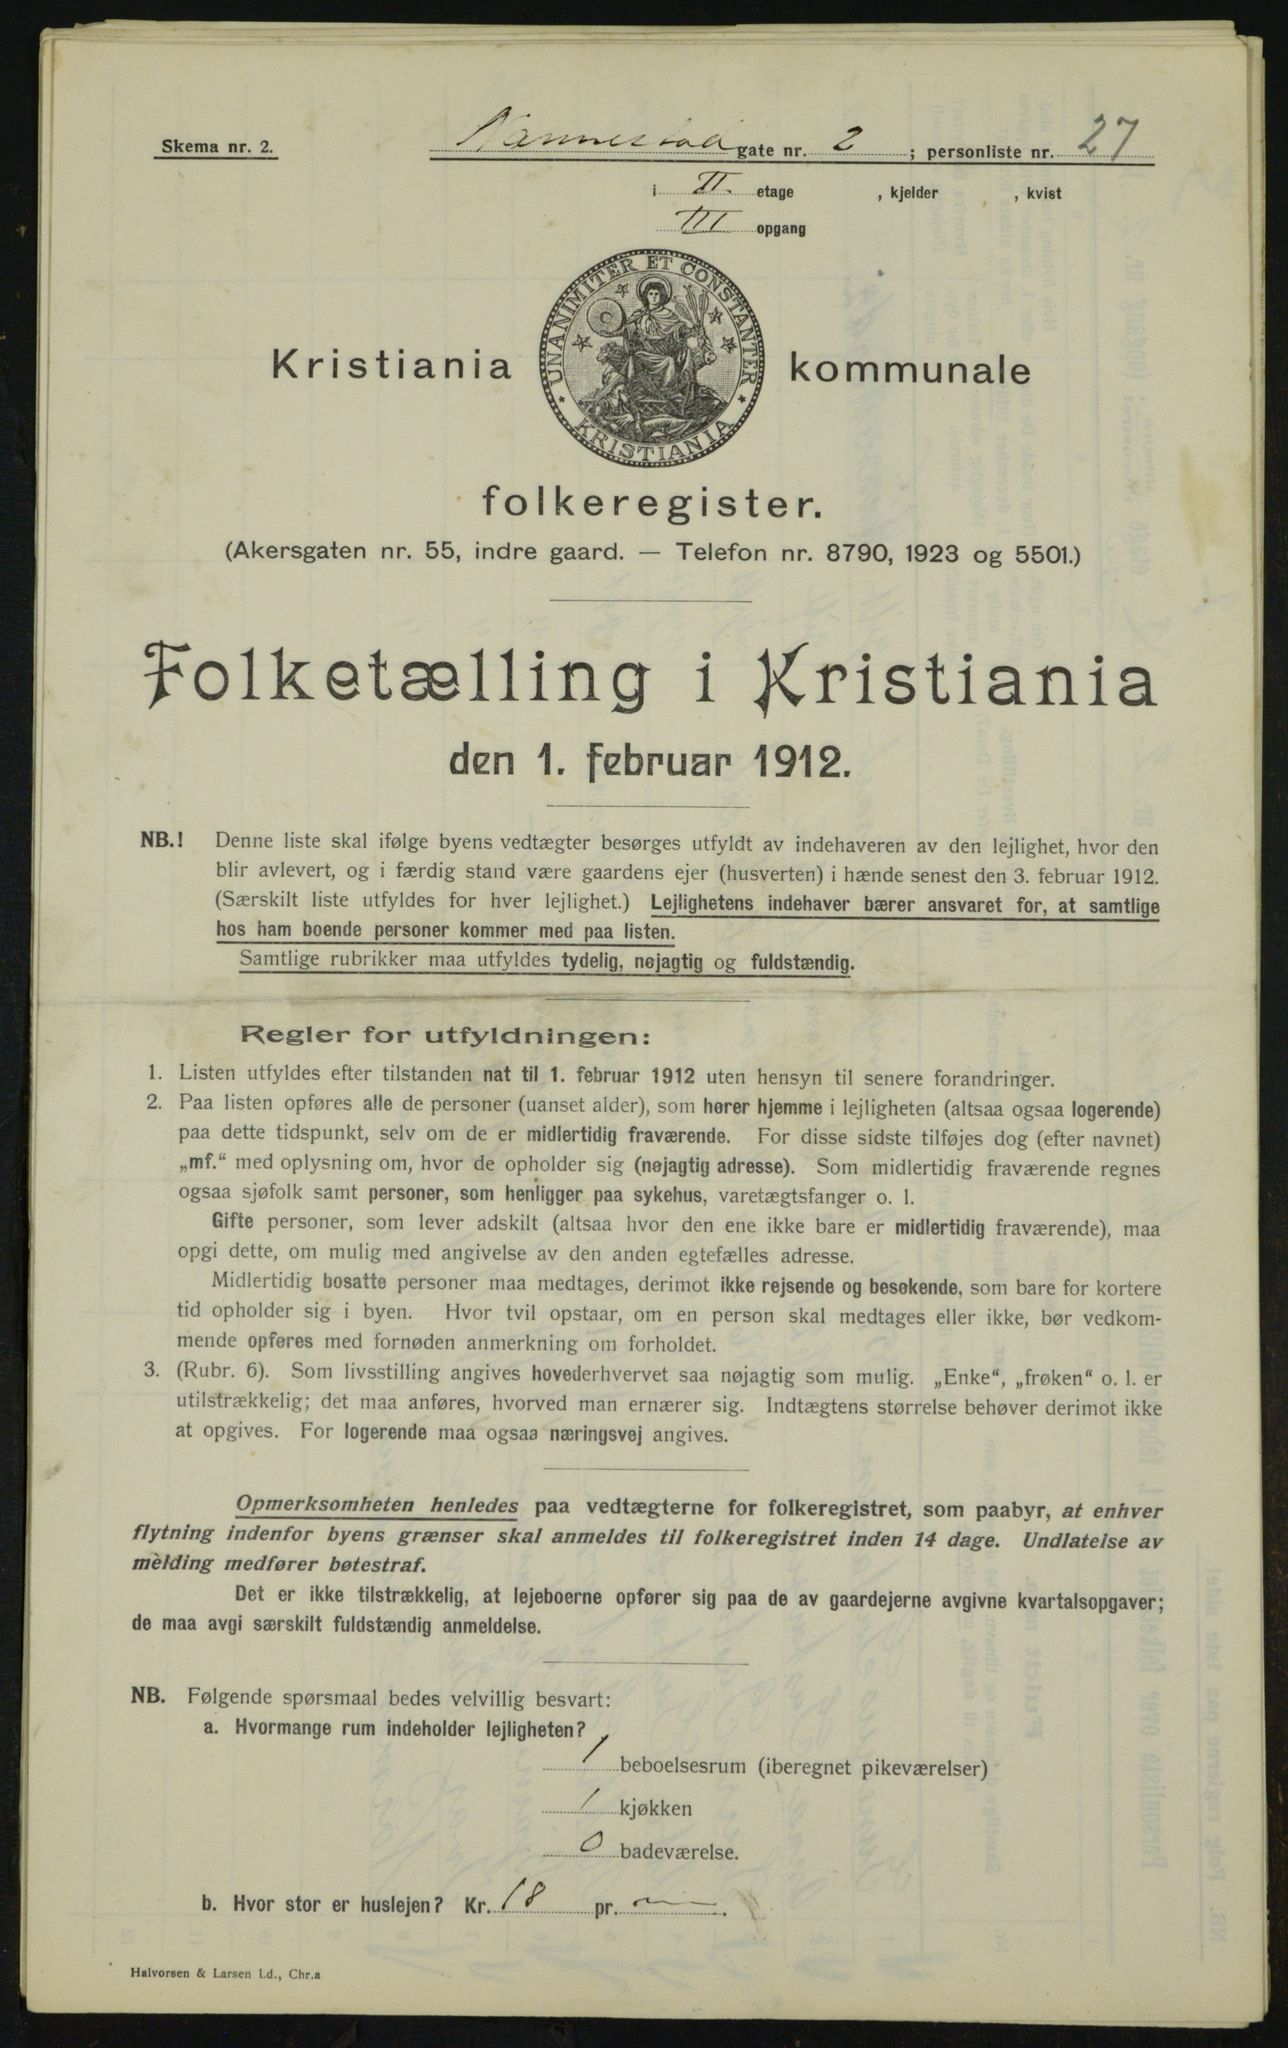 Skema nr. 2.
Nannestad gate nr. 2 ; personliste nr. 27
i II. etage , kjelder , kvist
III opgang
UNANIMITER ET CONSTANTER
KRISTIANIA
Kristiania kommunale
folkeregister.
(Akersgaten nr. 55, indre gaard. — Telefon nr. 8790, 1923 og 5501.)
Folketælling i Kristiania
den 1. februar 1912.
NB.! Denne liste skal ifølge byens vedtægter besørges utfyldt av indehaveren av den lejlighet, hvor den
blir avlevert, og i færdig stand være gaardens ejer (husverten) i hænde senest den 3. februar 1912.
(Særskilt liste utfyldes for hver lejlighet.) Lejlighetens indehaver bærer ansvaret for, at samtlige
hos ham boende personer kommer med paa listen.
Samtlige rubrikker maa utfyldes tydelig, nøjagtig og fuldstændig.
Regler for utfyldningen:
1. Listen utfyldes efter tilstanden nat til 1. februar 1912 uten hensyn til senere forandringer.
2. Paa listen opføres alle de personer (uanset alder), som hører hjemme i lejligheten (altsaa ogsaa logerende)
paa dette tidspunkt, selv om de er midlertidig fraværende. For disse sidste tilføjes dog (efter navnet)
„mf.“ med oplysning om, hvor de opholder sig (nøjagtig adresse). Som midlertidig fraværende regnes
ogsaa sjøfolk samt personer, som henligger paa sykehus, varetægtsfanger o. l.
Gifte personer, som lever adskilt (altsaa hvor den ene ikke bare er midlertidig fraværende), maa
opgi dette, om mulig med angivelse av den anden egtefælles adresse.
Midlertidig bosatte personer maa medtages, derimot ikke rejsende og besøkende, som bare for kortere
tid opholder sig i byen. Hvor tvil opstaar, om en person skal medtages eller ikke, bør vedkom-
mende opføres med fornøden anmerkning om forholdet.
3. (Rubr. 6). Som livsstilling angives hovederhvervet saa nøjagtig som mulig. „Enke“, „frøken“ o. l. er
utilstrækkelig; det maa anføres, hvorved man ernærer sig. Indtægtens størrelse behøver derimot ikke
at opgives. For logerende maa ogsaa næringsvej angives.
Opmerksomheten henledes paa vedtægterne for folkeregistret, som paabyr, at enhver
flytning indenfor byens grænser skal anmeldes til folkeregistret inden 14 dage. Undlatelse av
melding medfører bøtestraf.
Det er ikke tilstrækkelig, at lejeboerne opfører sig paa de av gaardejerne avgivne kvartalsopgaver;
de maa avgi særskilt fuldstændig anmeldelse.
NB. Følgende spørsmaal bedes velvillig besvart:
a. Hvormange rum indeholder lejligheten?
1 beboelsesrum (iberegnet pikeværelser)
1 kjøkken
0 badeværelse.
b. Hvor stor er huslejen? Kr. 18 pr. m.
Halvorsen & Larsen Ld., Chr.a